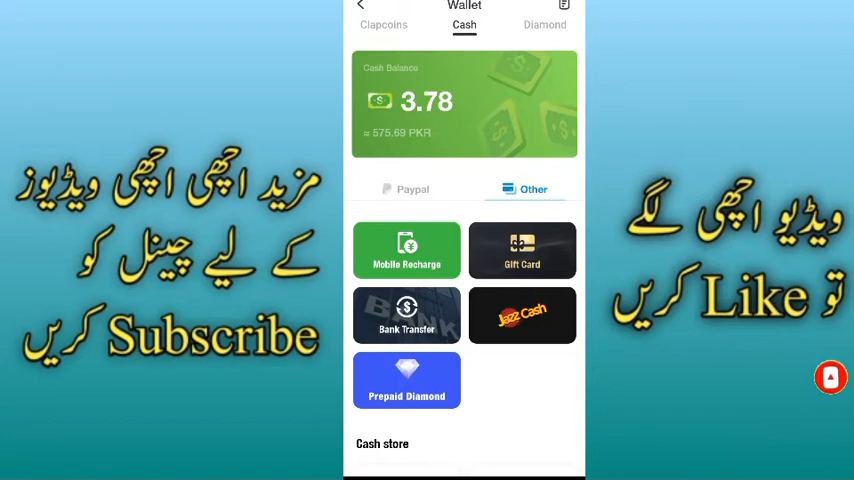 Wallet
Clapcoins
Cash
Diamond
Cash Balance
3.78
≈ 575.69 PKR
Paypal
Other
Mobile Recharge
Gift Card
Bank Transfer
Jazz Cash
Prepaid Diamond
Cash store
مزید اچھی اچھی ویڈیوز
کے لیے چینل کو
Subscribe کریں
ویڈیو اچھی لگے
تو Like کریں